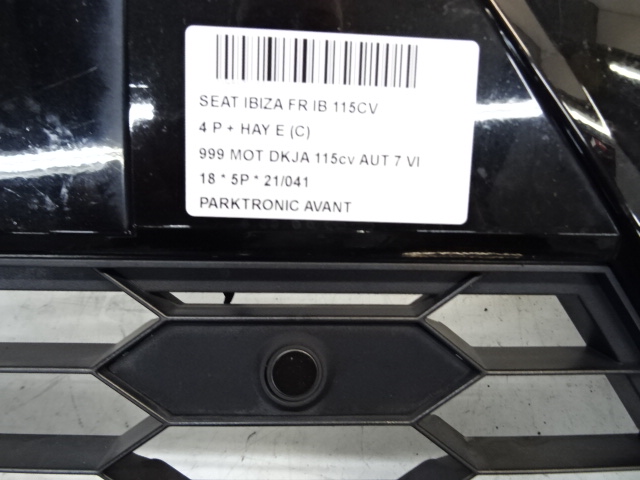 SEAT IBIZA FR IB 115CV
4 P + HAY E (C)
999 MOT DKJA 115cv AUT 7 VI
18 * 5P * 21/041
PARKTRONIC AVANT